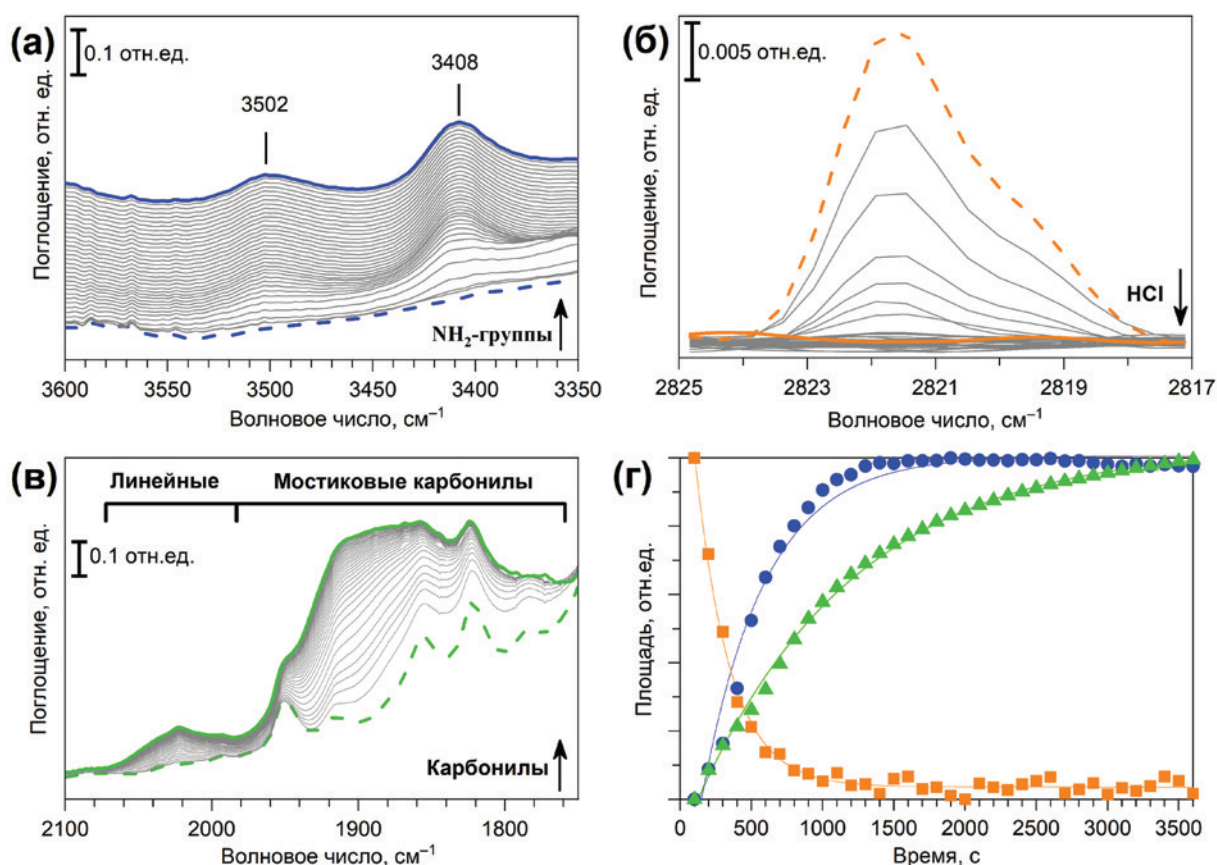 (а)
0.1 отн.ед.
3502
3408
NH₂-группы
Поглощение, отн. ед.
3600 3550 3500 3450 3400 3350
Волновое число, см⁻¹
(б)
0.005 отн. ед.
HCl
Поглощение, отн. ед.
2825 2823 2821 2819 2817
Волновое число, см⁻¹
(в)
Линейные Мостиковые карбонилы
0.1 отн.ед.
Карбонилы
Поглощение, отн. ед.
2100 2000 1900 1800
Волновое число, см⁻¹
(г)
Площадь, отн.ед.
0 500 1000 1500 2000 2500 3000 3500
Время, с